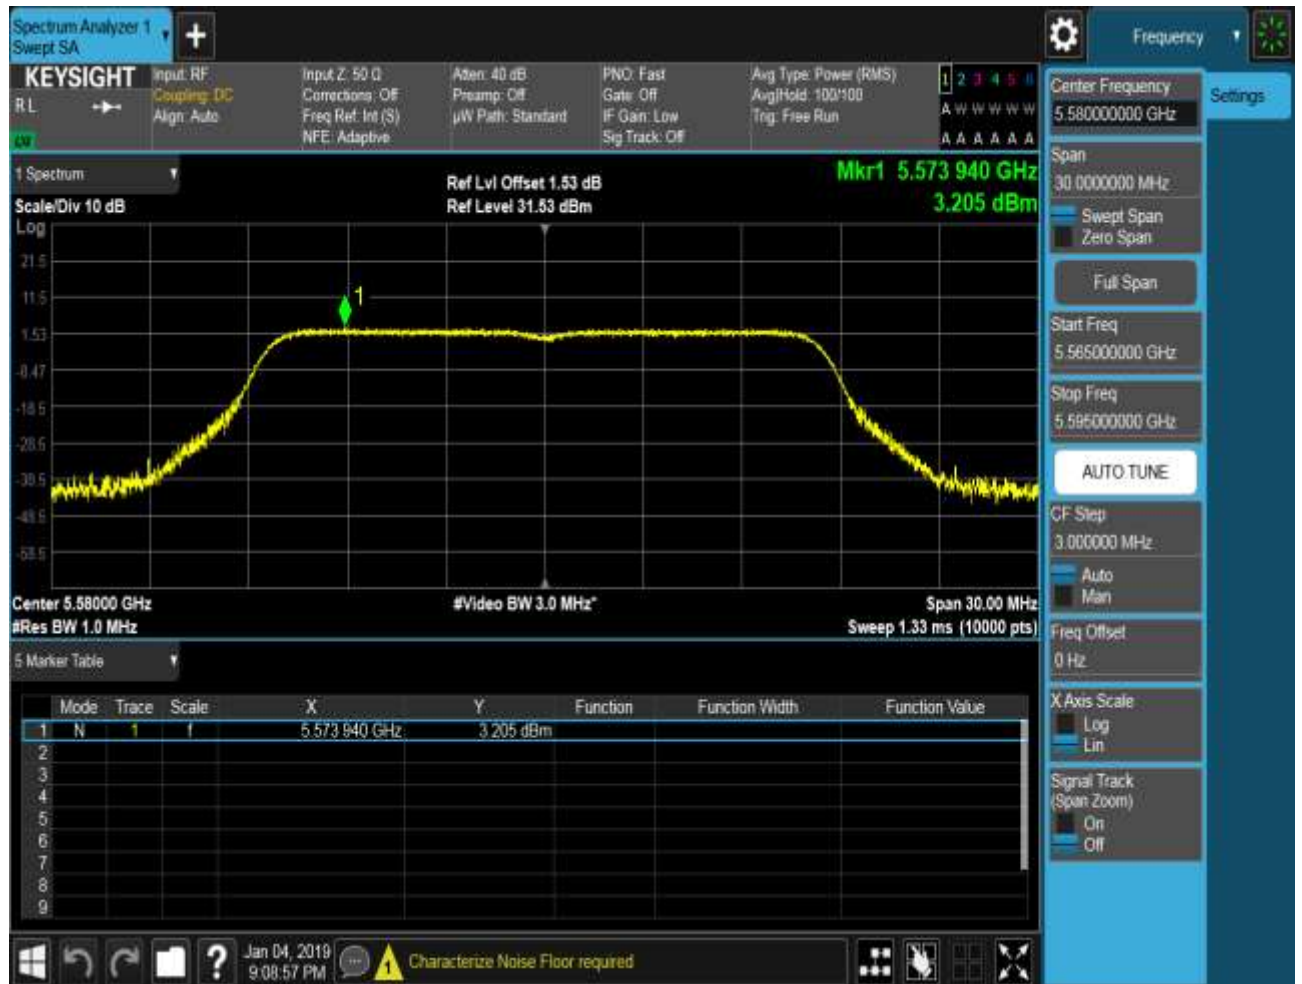 Spectrum Analyzer 1
Swept SA
Frequency
KEYSIGHT
RL
Input: RF
Coupling: DC
Align: Auto
Input Z: 50 Ω
Corrections: Off
Freq Ref: Int (S)
NFE: Adaptive
Atten: 40 dB
Preamp: Off
µW Path: Standard
PNO: Fast
Gate: Off
IF Gain: Low
Sig Track: Off
Avg Type: Power (RMS)
Avg|Hold: 100/100
Trig: Free Run
1 2 3 4 5 6
A W W W W W
A A A A A A
1 Spectrum
Scale/Div 10 dB
Ref Lvl Offset 1.53 dB
Ref Level 31.53 dBm
Mkr1 5.573 940 GHz
3.205 dBm
Log
21.5
11.5
1.53
-8.47
-18.5
-28.5
-38.5
-48.5
-58.5
1
Center 5.58000 GHz
#Res BW 1.0 MHz
#Video BW 3.0 MHz*
Span 30.00 MHz
Sweep 1.33 ms (10000 pts)
5 Marker Table
Mode Trace Scale X Y Function Function Width Function Value
1 N 1 f 5.573 940 GHz 3.205 dBm
2
3
4
5
6
7
8
9
Center Frequency
5.580000000 GHz
Settings
Span
30.0000000 MHz
Swept Span
Zero Span
Full Span
Start Freq
5.565000000 GHz
Stop Freq
5.595000000 GHz
AUTO TUNE
CF Step
3.000000 MHz
Auto
Man
Freq Offset
0 Hz
X Axis Scale
Log
Lin
Signal Track
(Span Zoom)
On
Off
?
Jan 04, 2019
9:08:57 PM
1
Characterize Noise Floor required